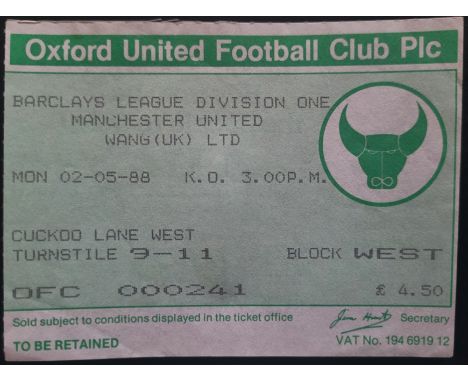 Oxford United Football Club Plc
BARCLAYS LEAGUE DIVISION ONE
MANCHESTER UNITED
WANG(UK) LTD
MON 02-05-88 K.O. 3.00P.M.
CUCKOO LANE WEST
TURNSTILE 9-11 BLOCK WEST
OFC 000241 £ 4.50
Sold subject to conditions displayed in the ticket office Secretary
TO BE RETAINED VAT No. 194 6919 12